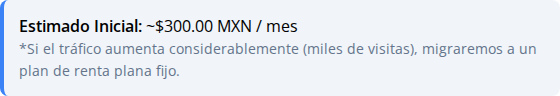 Estimado Inicial: ~$300.00 MXN / mes
*Si el tráfico aumenta considerablemente (miles de visitas), migraremos a un
plan de renta plana fijo.